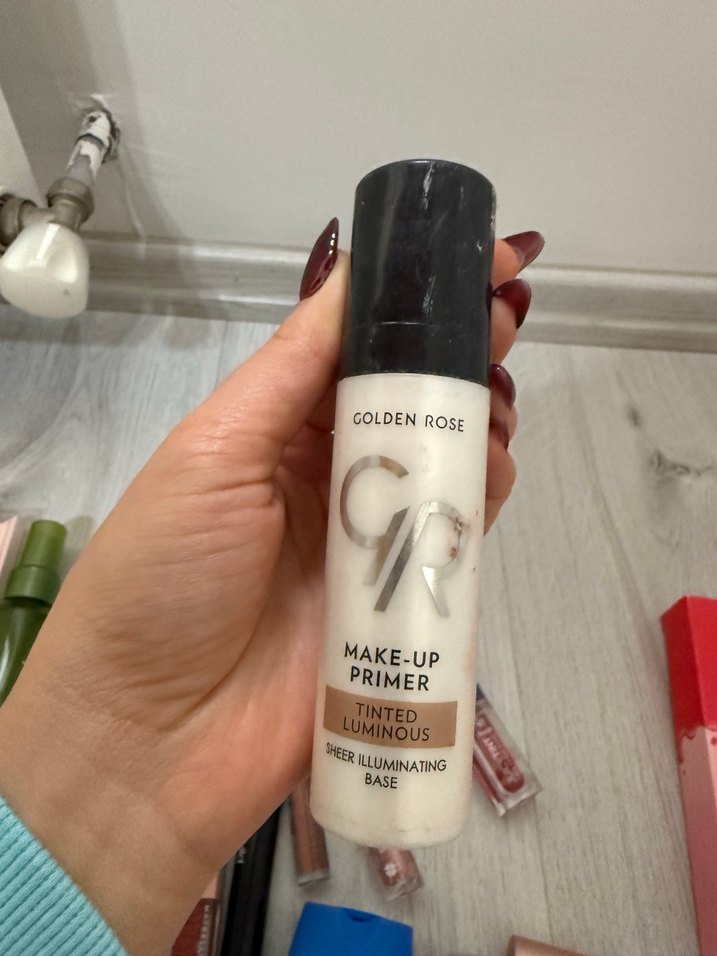 GOLDEN ROSE
GR
MAKE-UP
PRIMER
TINTED
LUMINOUS
SHEER ILLUMINATING
BASE